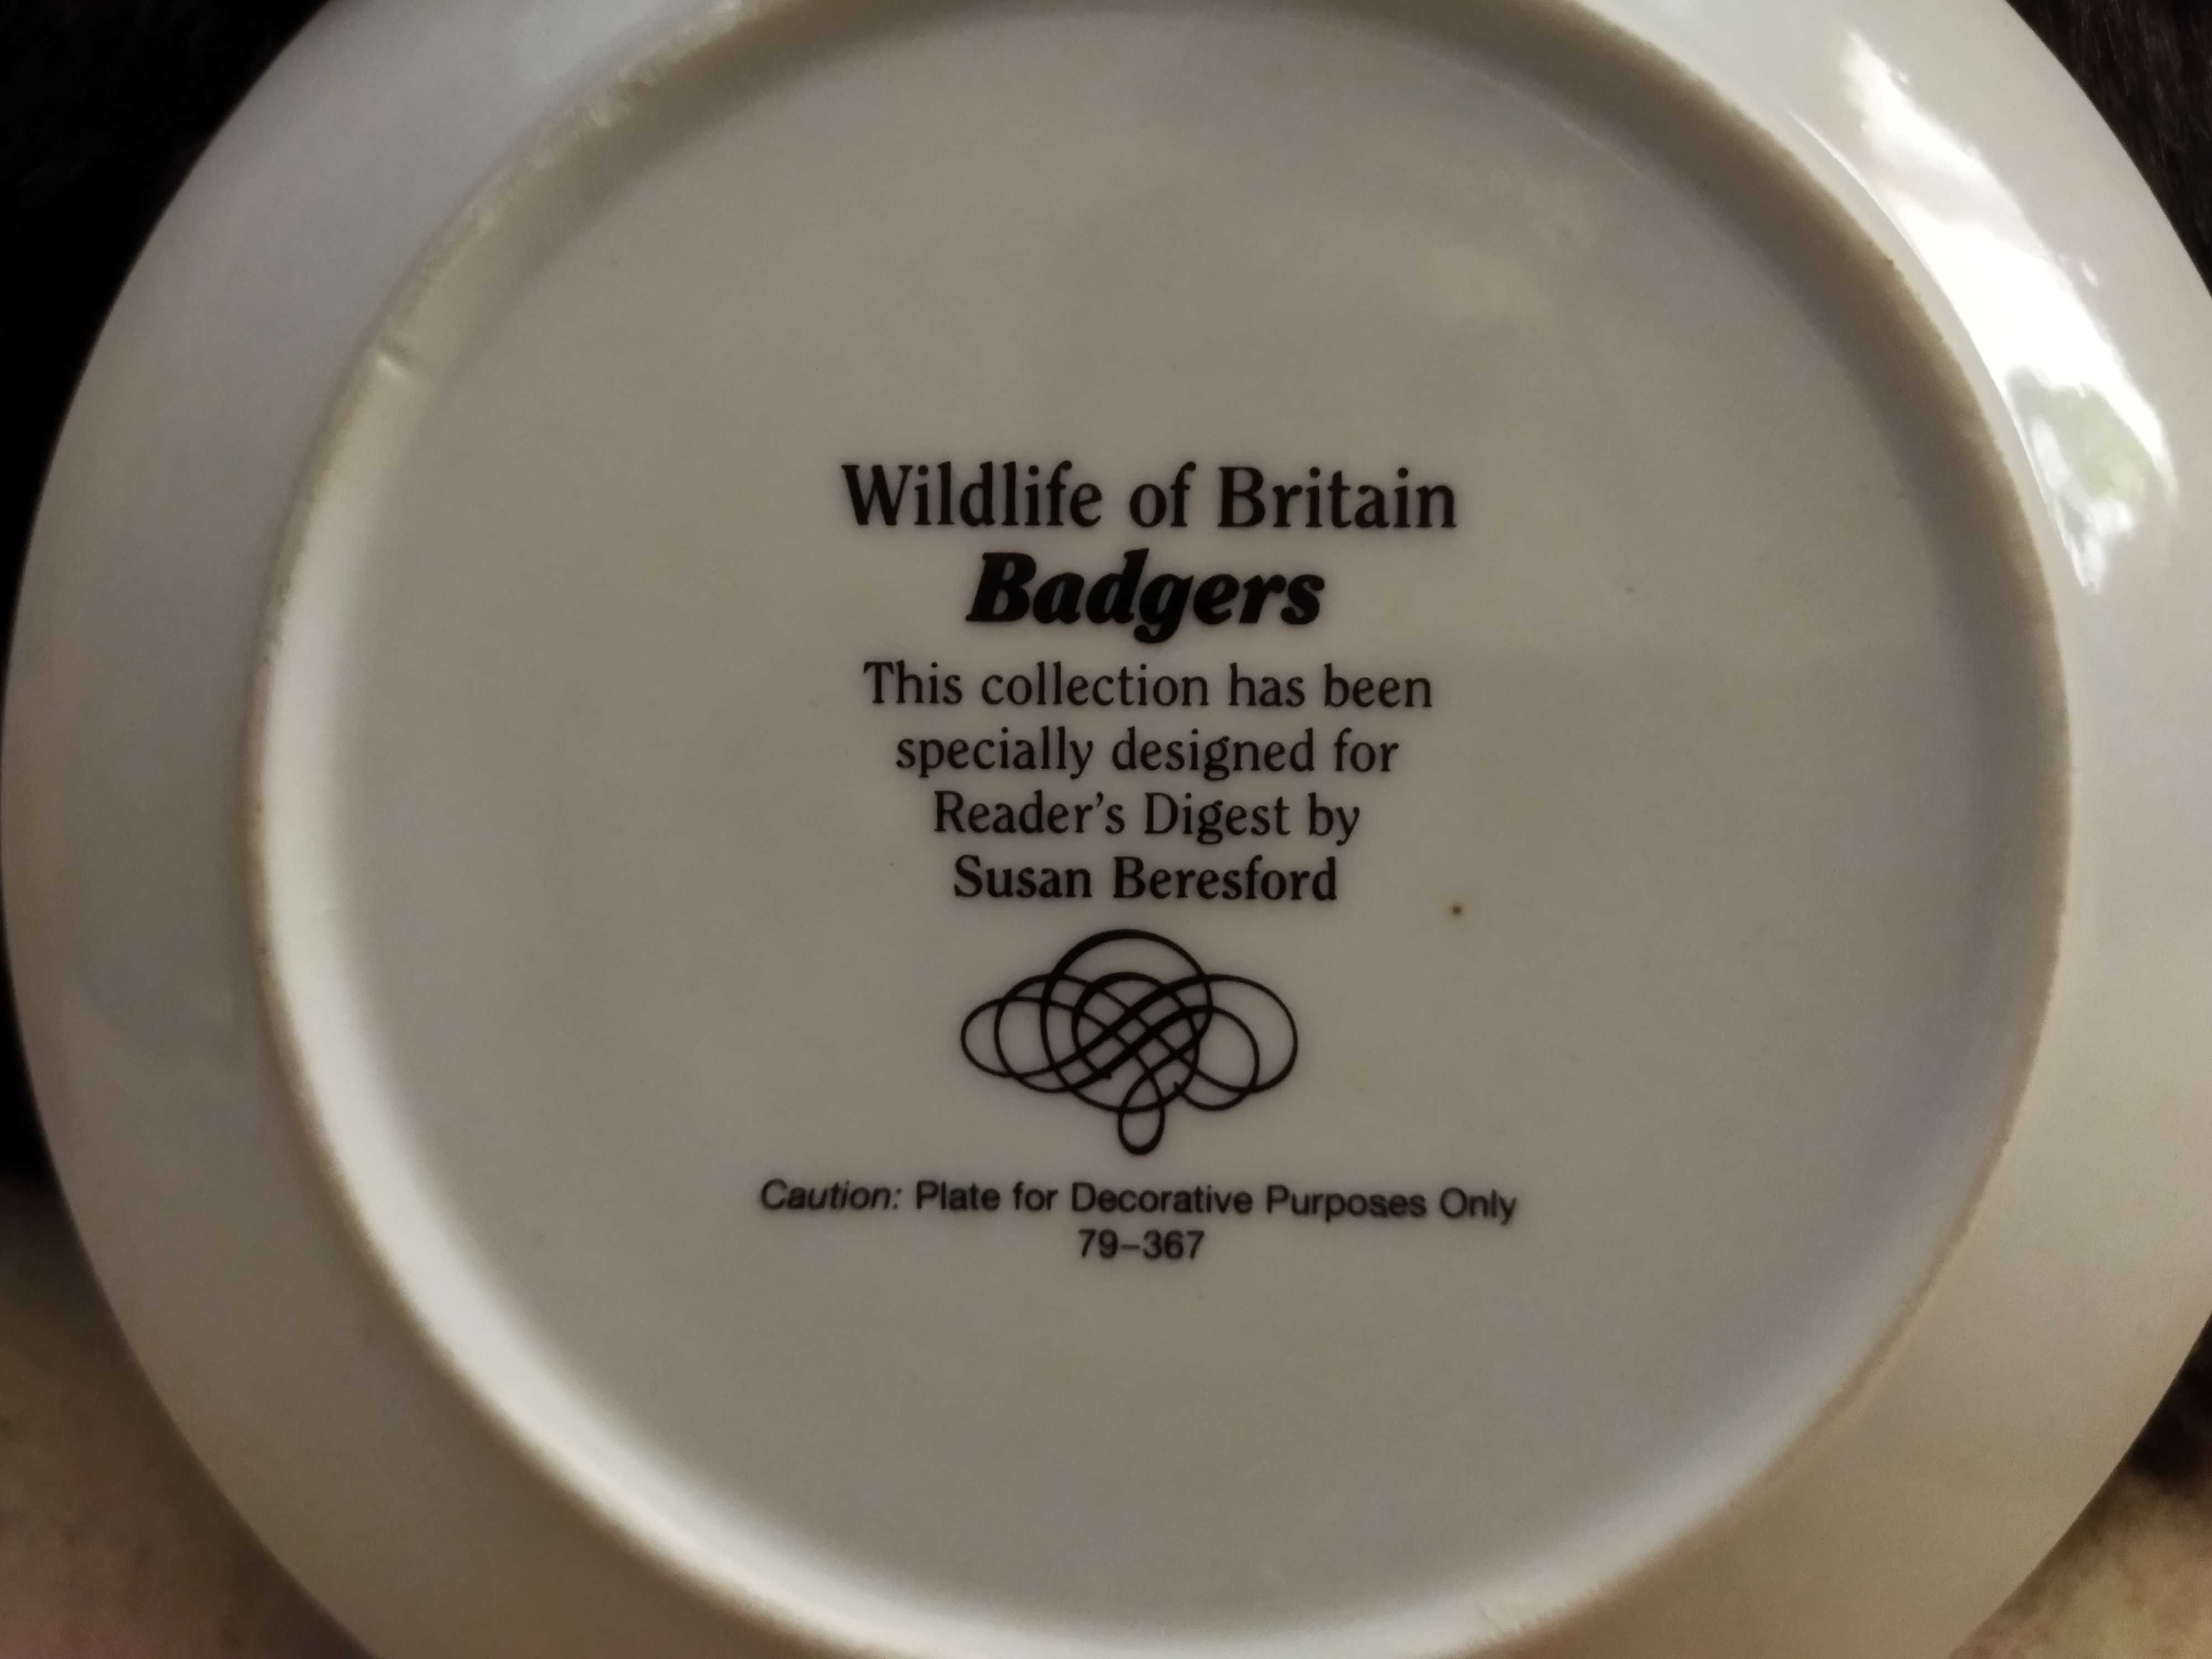 Wildlife of Britain
Badgers
This collection has been
specially designed for
Reader's Digest by
Susan Beresford
Caution: Plate for Decorative Purposes Only
79–367